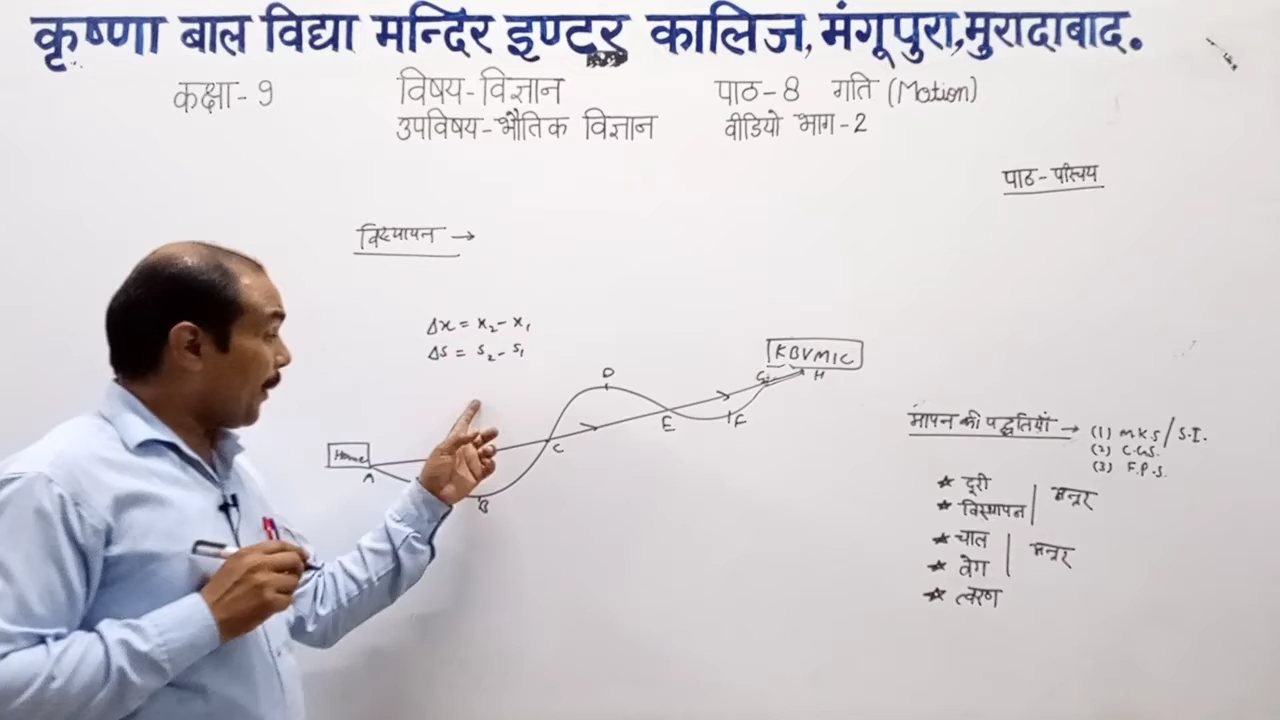 कृष्णा बाल विद्या मन्दिर इण्टर कालिज, मंगूपुरा, मुरादाबाद.
कक्षा-9 विषय-विज्ञान पाठ-8 गति (Motion)
उपविषय-भौतिक विज्ञान वीडियो भाग-2
पाठ-परिचय
विस्थापन →
Δx = x₂ - x₁
Δs = s₂ - s₁
KBVMIC
D
G H
E F
Home
C
A
B
मापन की पद्धतियाँ → (1) M.K.S / S.I.
(2) C.G.S.
(3) F.P.S.
★ दूरी
★ विस्थापन | अन्तर
★ चाल
★ वेग | अन्तर
★ त्वरण